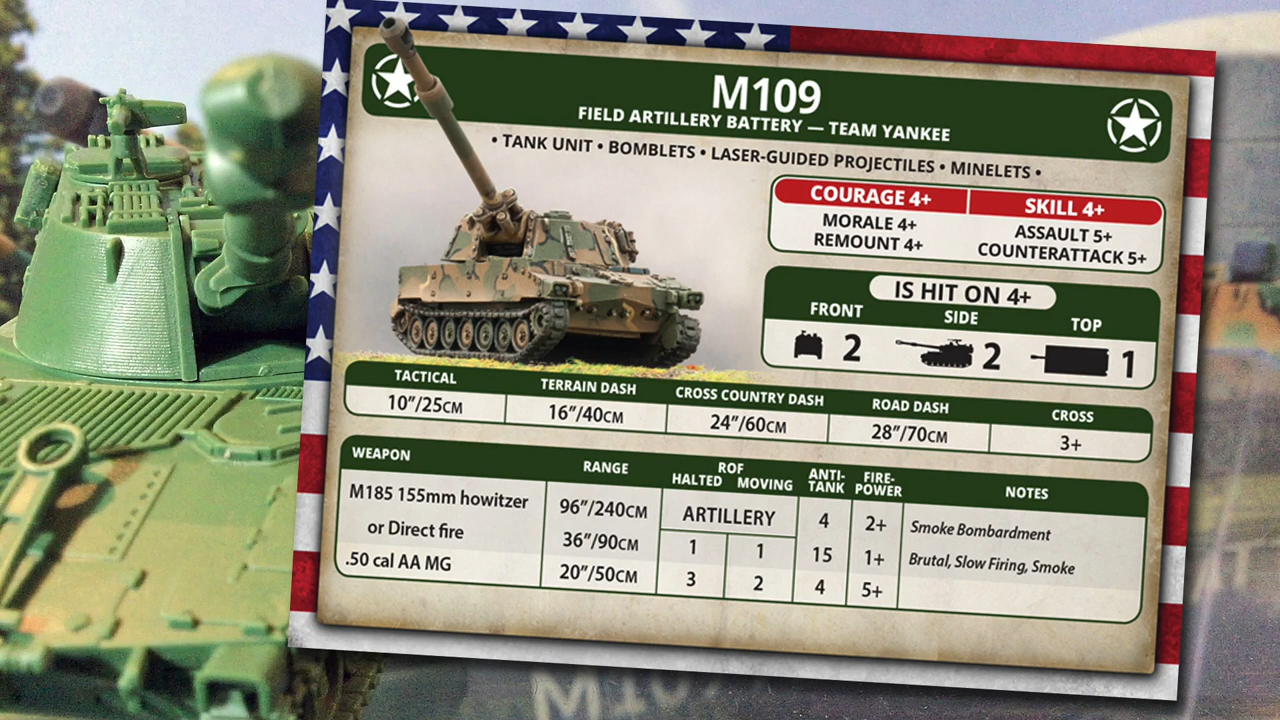 M109
FIELD ARTILLERY BATTERY — TEAM YANKEE
• TANK UNIT • BOMBLETS • LASER-GUIDED PROJECTILES • MINELETS •
COURAGE 4+ SKILL 4+
MORALE 4+ ASSAULT 5+
REMOUNT 4+ COUNTERATTACK 5+
IS HIT ON 4+
FRONT SIDE TOP
2 2 1
TACTICAL TERRAIN DASH CROSS COUNTRY DASH ROAD DASH CROSS
10"/25CM 16"/40CM 24"/60CM 28"/70CM 3+
WEAPON RANGE ROF HALTED MOVING ANTI-TANK FIRE-POWER NOTES
M185 155mm howitzer 96"/240CM ARTILLERY 4 2+ Smoke Bombardment
or Direct fire 36"/90CM 1 1 15 1+ Brutal, Slow Firing, Smoke
.50 cal AA MG 20"/50CM 3 2 4 5+